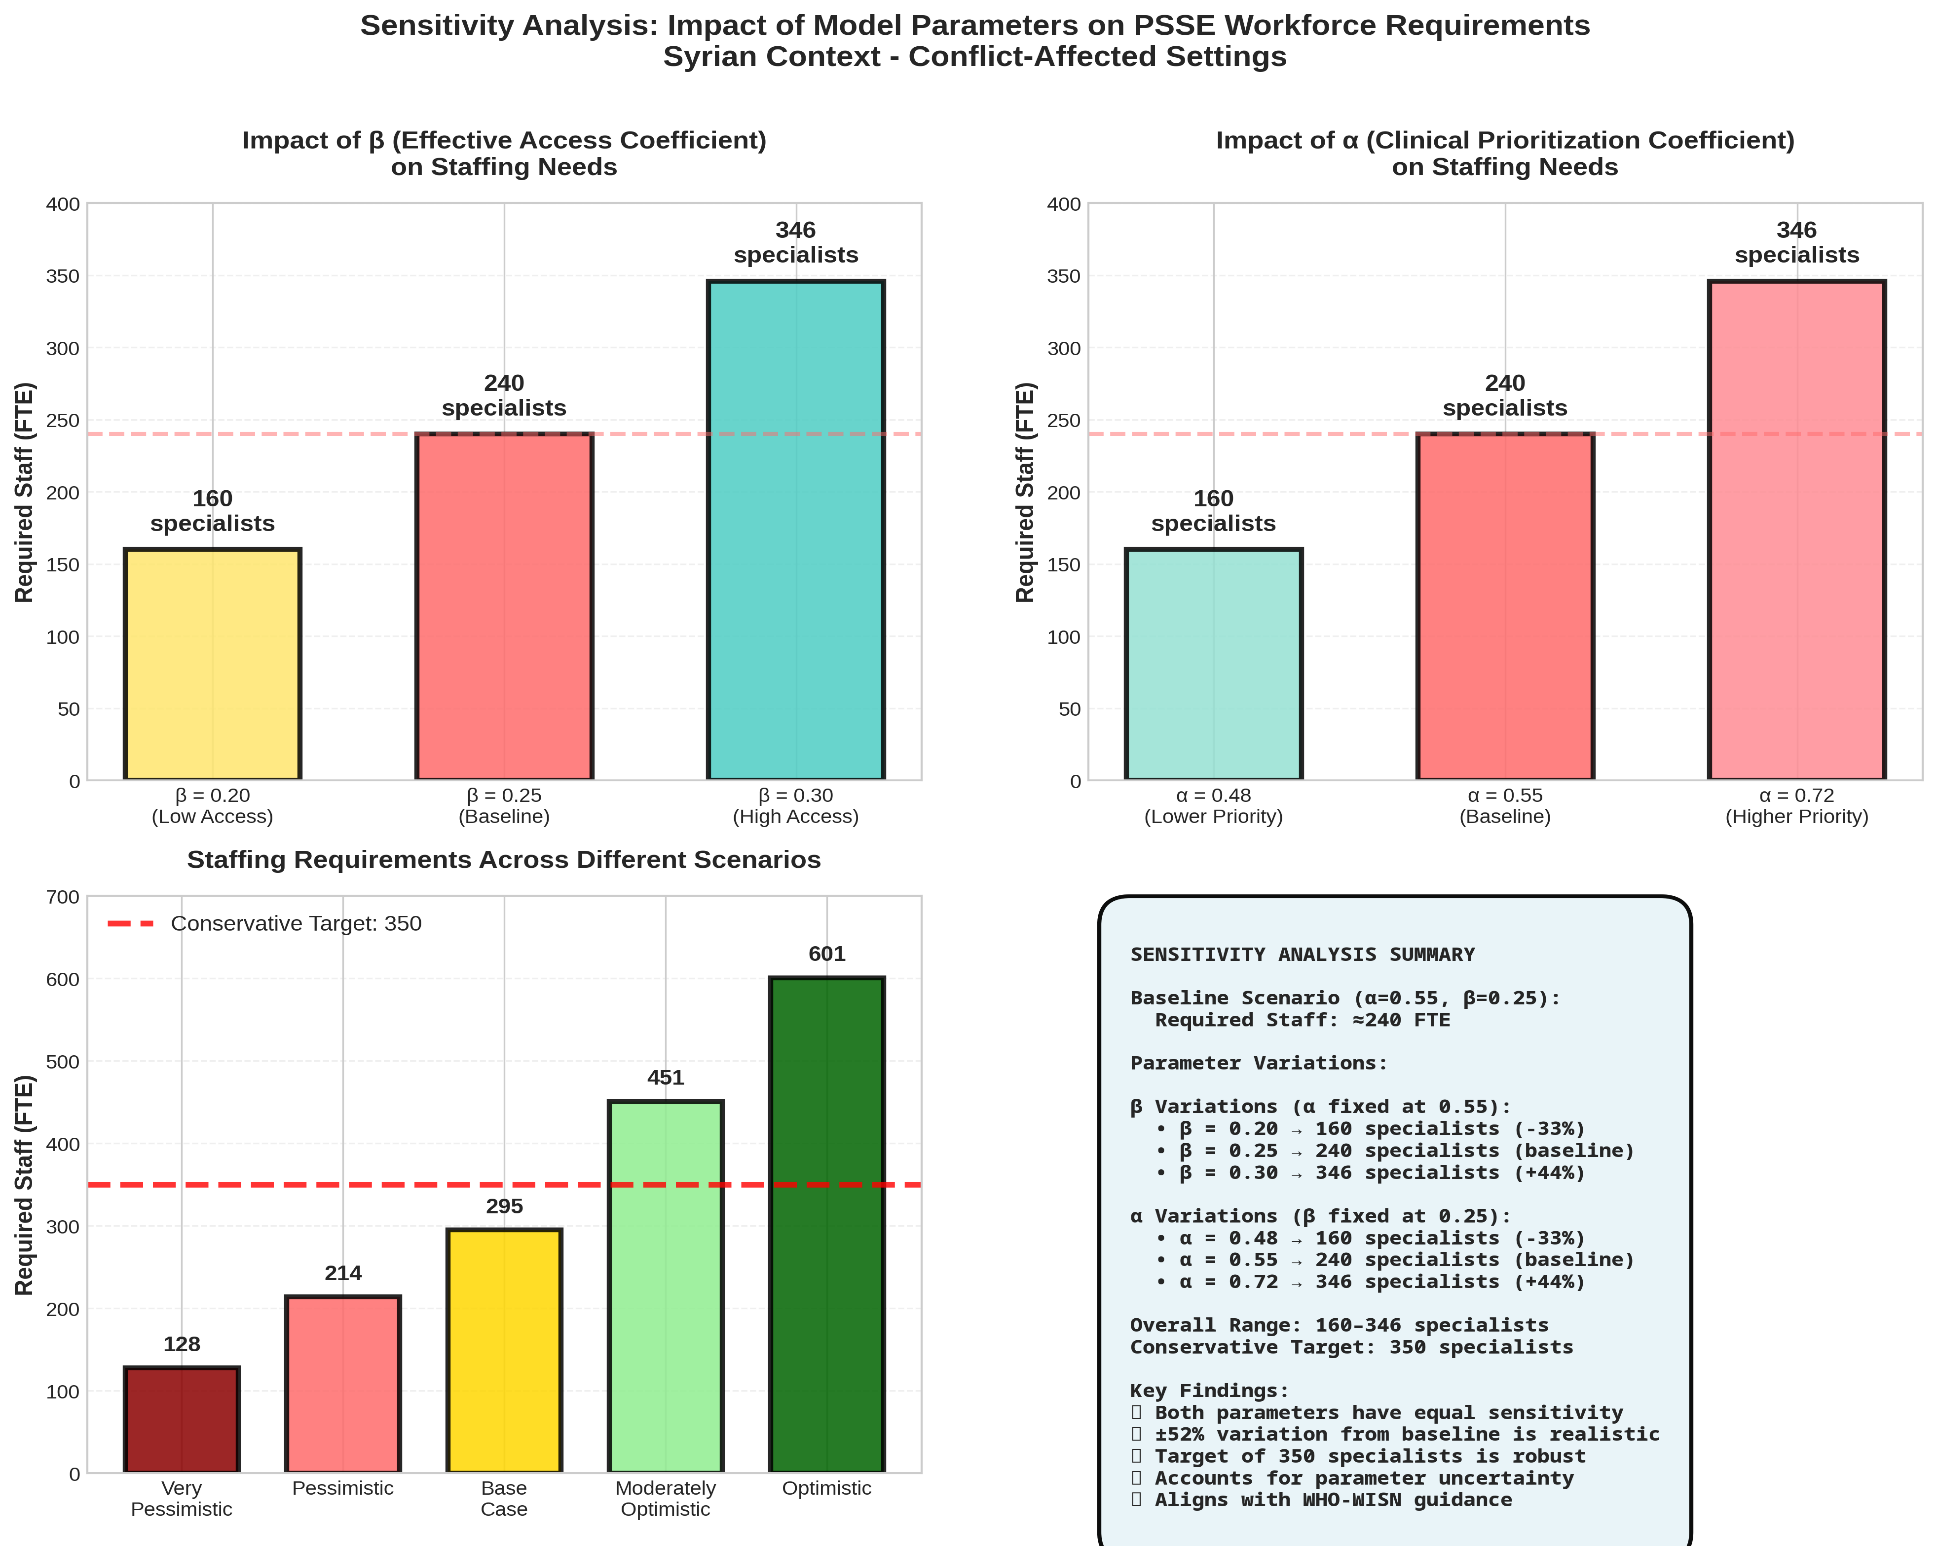 Sensitivity Analysis: Impact of Model Parameters on PSSE Workforce Requirements
Syrian Context - Conflict-Affected Settings
Impact of β (Effective Access Coefficient)
on Staffing Needs
Required Staff (FTE)
400
350
300
250
200
150
100
50
0
160
specialists
240
specialists
346
specialists
β = 0.20
(Low Access)
β = 0.25
(Baseline)
β = 0.30
(High Access)
Impact of α (Clinical Prioritization Coefficient)
on Staffing Needs
Required Staff (FTE)
400
350
300
250
200
150
100
50
0
160
specialists
240
specialists
346
specialists
α = 0.48
(Lower Priority)
α = 0.55
(Baseline)
α = 0.72
(Higher Priority)
Staffing Requirements Across Different Scenarios
Required Staff (FTE)
700
600
500
400
300
200
100
0
Conservative Target: 350
128
214
295
451
601
Very
Pessimistic
Pessimistic
Base
Case
Moderately
Optimistic
Optimistic
SENSITIVITY ANALYSIS SUMMARY
Baseline Scenario (α=0.55, β=0.25):
Required Staff: ≈240 FTE
Parameter Variations:
β Variations (α fixed at 0.55):
• β = 0.20 → 160 specialists (-33%)
• β = 0.25 → 240 specialists (baseline)
• β = 0.30 → 346 specialists (+44%)
α Variations (β fixed at 0.25):
• α = 0.48 → 160 specialists (-33%)
• α = 0.55 → 240 specialists (baseline)
• α = 0.72 → 346 specialists (+44%)
Overall Range: 160–346 specialists
Conservative Target: 350 specialists
Key Findings:
▯ Both parameters have equal sensitivity
▯ ±52% variation from baseline is realistic
▯ Target of 350 specialists is robust
▯ Accounts for parameter uncertainty
▯ Aligns with WHO-WISN guidance